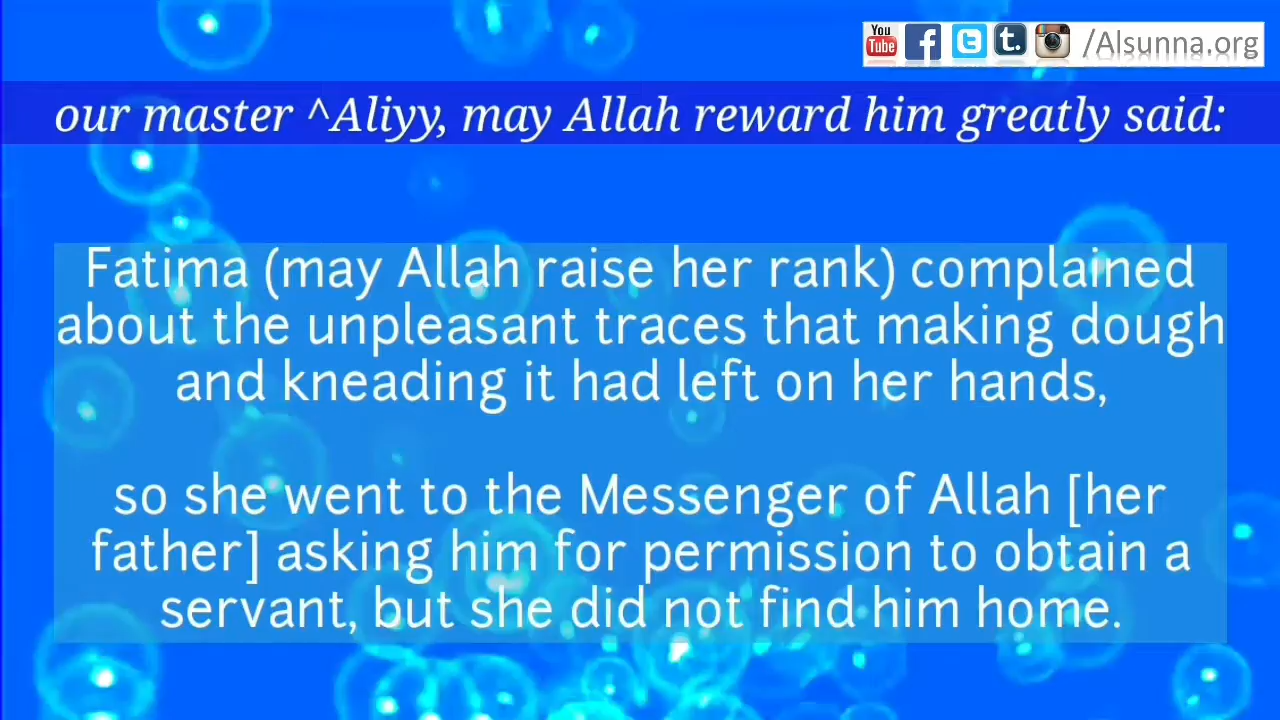 You
Tube
/Alsunna.org
our master ^Aliyy, may Allah reward him greatly said:
Fatima (may Allah raise her rank) complained
about the unpleasant traces that making dough
and kneading it had left on her hands,
so she went to the Messenger of Allah [her
father] asking him for permission to obtain a
servant, but she did not find him home.